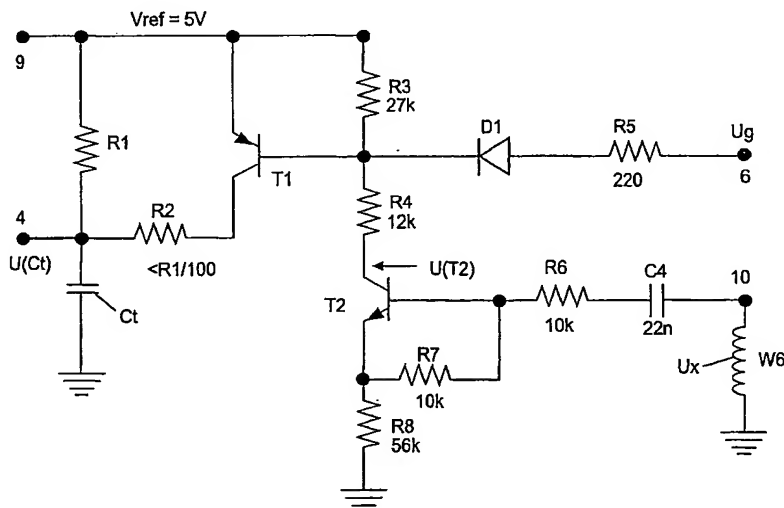 Vref = 5V
9
R1
R3
27k
D1
R5
Ug
220
6
T1
4
R2
R4
12k
U(Ct)
<R1/100
U(T2)
R6
C4
10
Ct
T2
10k
22n
R7
Ux
W6
10k
R8
56k